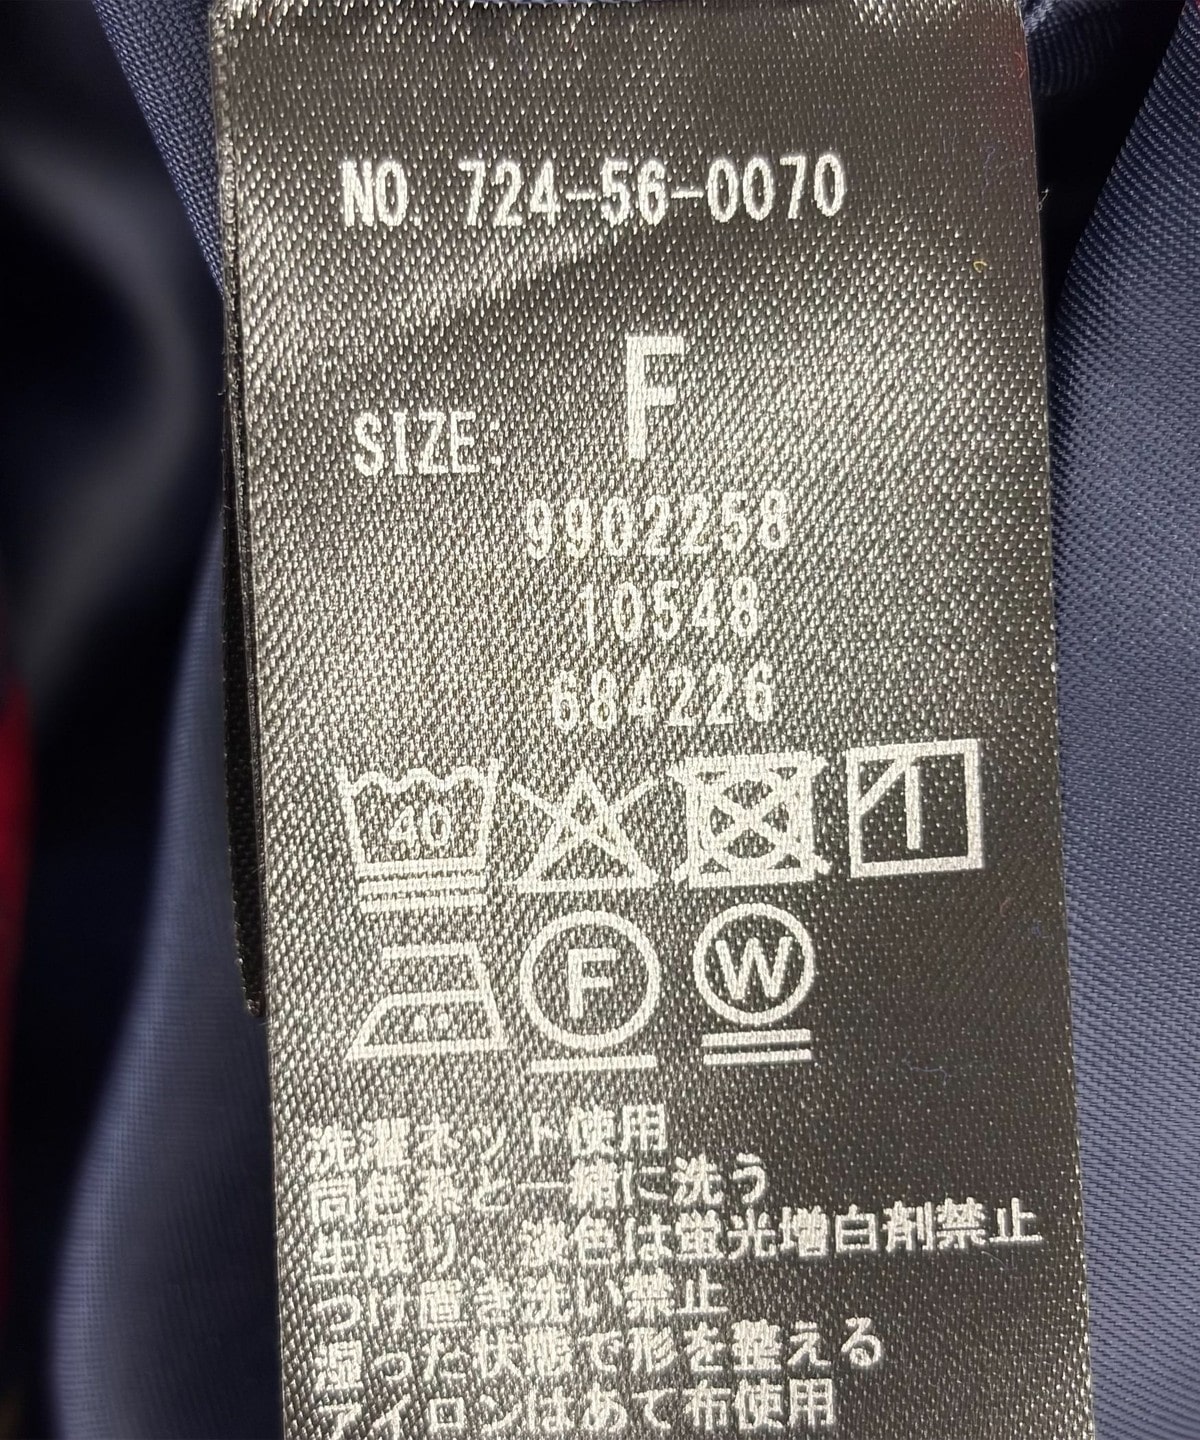 NO. 724-56-0070
SIZE: F
9902258
10548
684226
40
F W
洗濯ネット使用
同色系と一緒に洗う
生成り、淡色は蛍光増白剤禁止
つけ置き洗い禁止
湿った状態で形を整える
アイロンはあて布使用